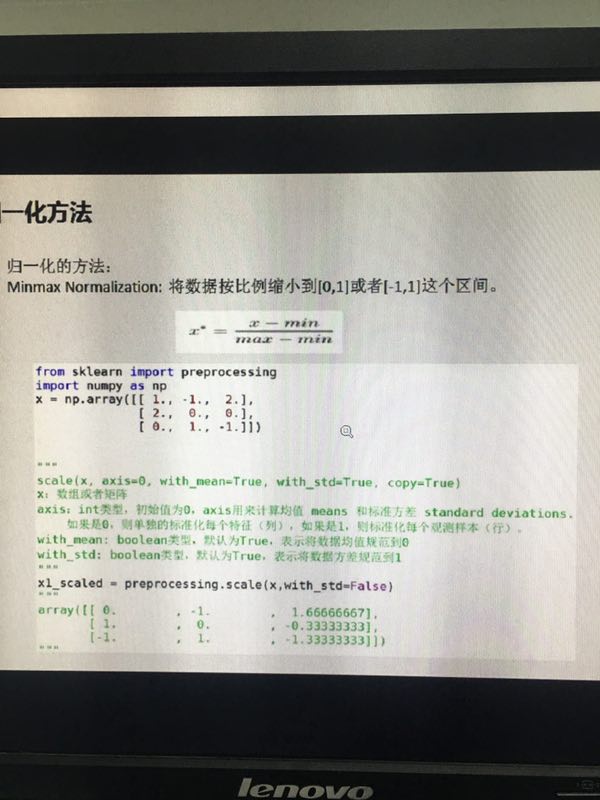 一化方法
归一化的方法：
Minmax Normalization: 将数据按比例缩小到[0,1]或者[-1,1]这个区间。
x* = (x − min) / (max − min)
from sklearn import preprocessing
import numpy as np
x = np.array([[ 1., -1., 2.],
[ 2., 0., 0.],
[ 0., 1., -1.]])
"""
scale(x, axis=0, with_mean=True, with_std=True, copy=True)
x: 数组或者矩阵
axis: int类型，初始值为0，axis用来计算均值 means 和标准方差 standard deviations.
如果是0，则单独的标准化每个特征（列），如果是1，则标准化每个观测样本（行）。
with_mean: boolean类型，默认为True，表示将数据均值规范到0
with_std: boolean类型，默认为True，表示将数据方差规范到1
"""
x1_scaled = preprocessing.scale(x,with_std=False)
"""
array([[ 0. , -1. , 1.66666667],
[ 1. , 0. , -0.33333333],
[-1. , 1. , -1.33333333]])
"""
lenovo